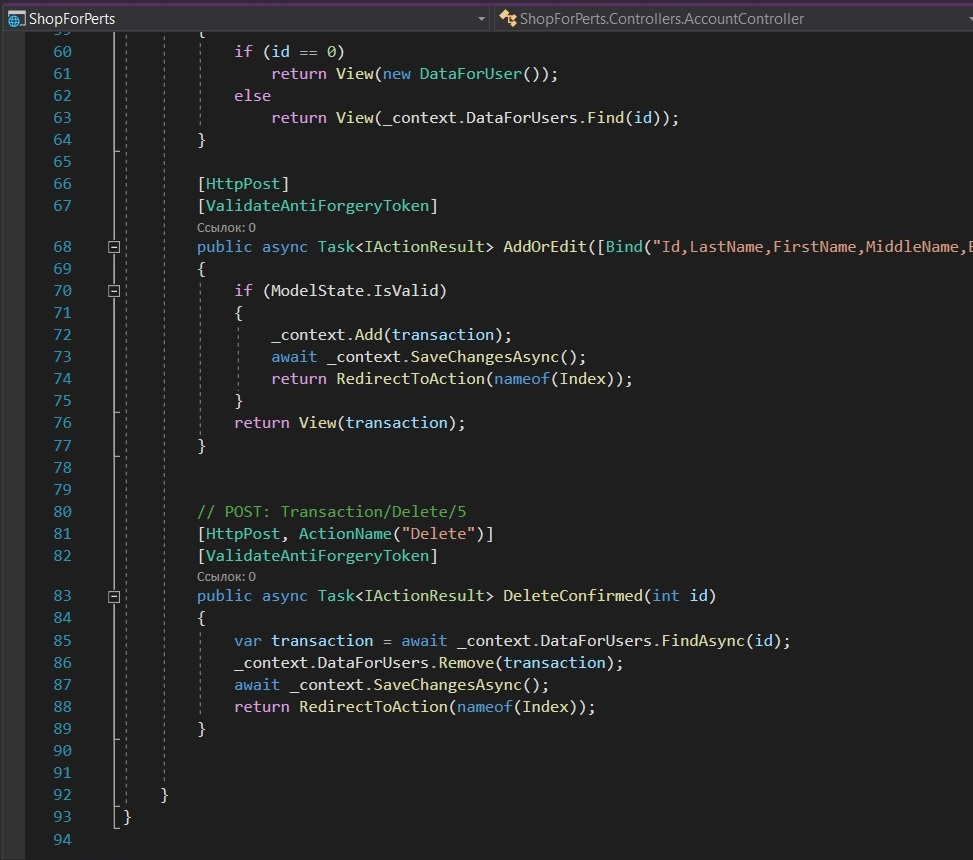 ShopForPerts
ShopForPerts.Controllers.AccountController
{
60 if (id == 0)
61 return View(new DataForUser());
62 else
63 return View(_context.DataForUsers.Find(id));
64 }
65
66 [HttpPost]
67 [ValidateAntiForgeryToken]
Ссылок: 0
68 public async Task<IActionResult> AddOrEdit([Bind("Id,LastName,FirstName,MiddleName,
69 {
70 if (ModelState.IsValid)
71 {
72 _context.Add(transaction);
73 await _context.SaveChangesAsync();
74 return RedirectToAction(nameof(Index));
75 }
76 return View(transaction);
77 }
78
79
80 // POST: Transaction/Delete/5
81 [HttpPost, ActionName("Delete")]
82 [ValidateAntiForgeryToken]
Ссылок: 0
83 public async Task<IActionResult> DeleteConfirmed(int id)
84 {
85 var transaction = await _context.DataForUsers.FindAsync(id);
86 _context.DataForUsers.Remove(transaction);
87 await _context.SaveChangesAsync();
88 return RedirectToAction(nameof(Index));
89 }
90
91
92 }
93 }
94